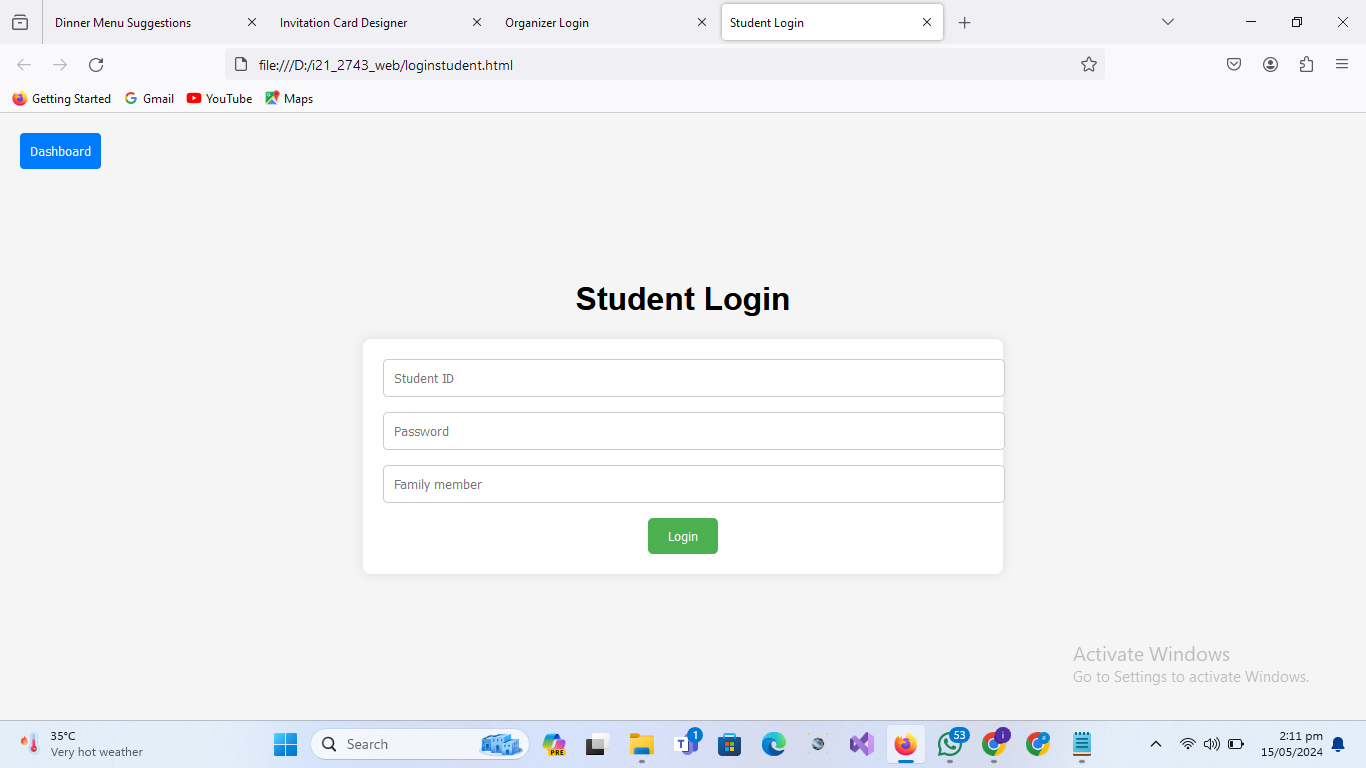 Dinner Menu Suggestions
Invitation Card Designer
Organizer Login
Student Login
file:///D:/i21_2743_web/loginstudent.html
Getting Started
Gmail
YouTube
Maps
Dashboard
Student Login
Student ID
Password
Family member
Login
Activate Windows
Go to Settings to activate Windows.
35°C
Very hot weather
Search
PRE
T
1
53
i
a
2:11 pm
15/05/2024